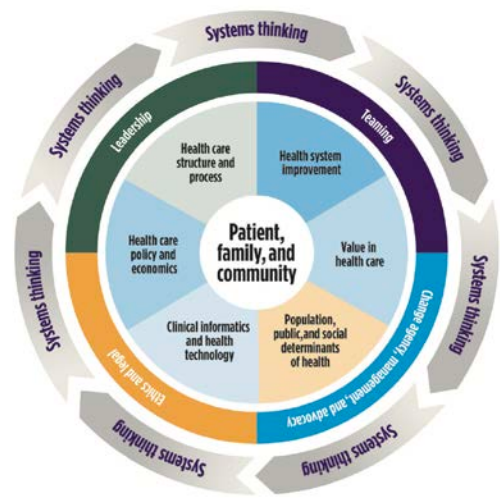 Systems thinking
Systems thinking
Systems thinking
Systems thinking
Systems thinking
Systems thinking
Systems thinking
Systems thinking
Leadership
Teaming
Change agency, management, and advocacy
Ethics and legal
Health care
structure and
process
Health system
improvement
Value in
health care
Population,
public,and social
determinants
of health
Clinical informatics
and health
technology
Health care
policy and
economics
Patient,
family, and
community